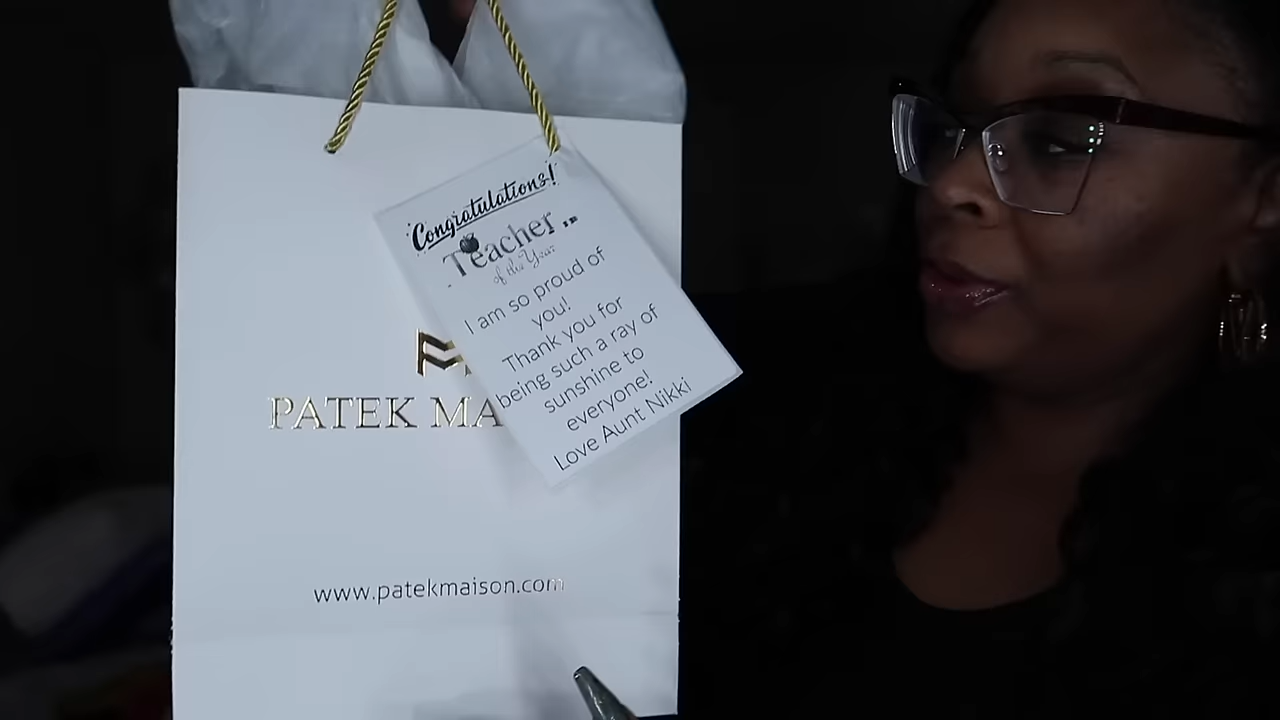 Congratulations!
Teacher
of the Year
I am so proud of
you!
Thank you for
being such a ray of
sunshine to
everyone!
Love Aunt Nikki
PATEK MA
www.patekmaison.com